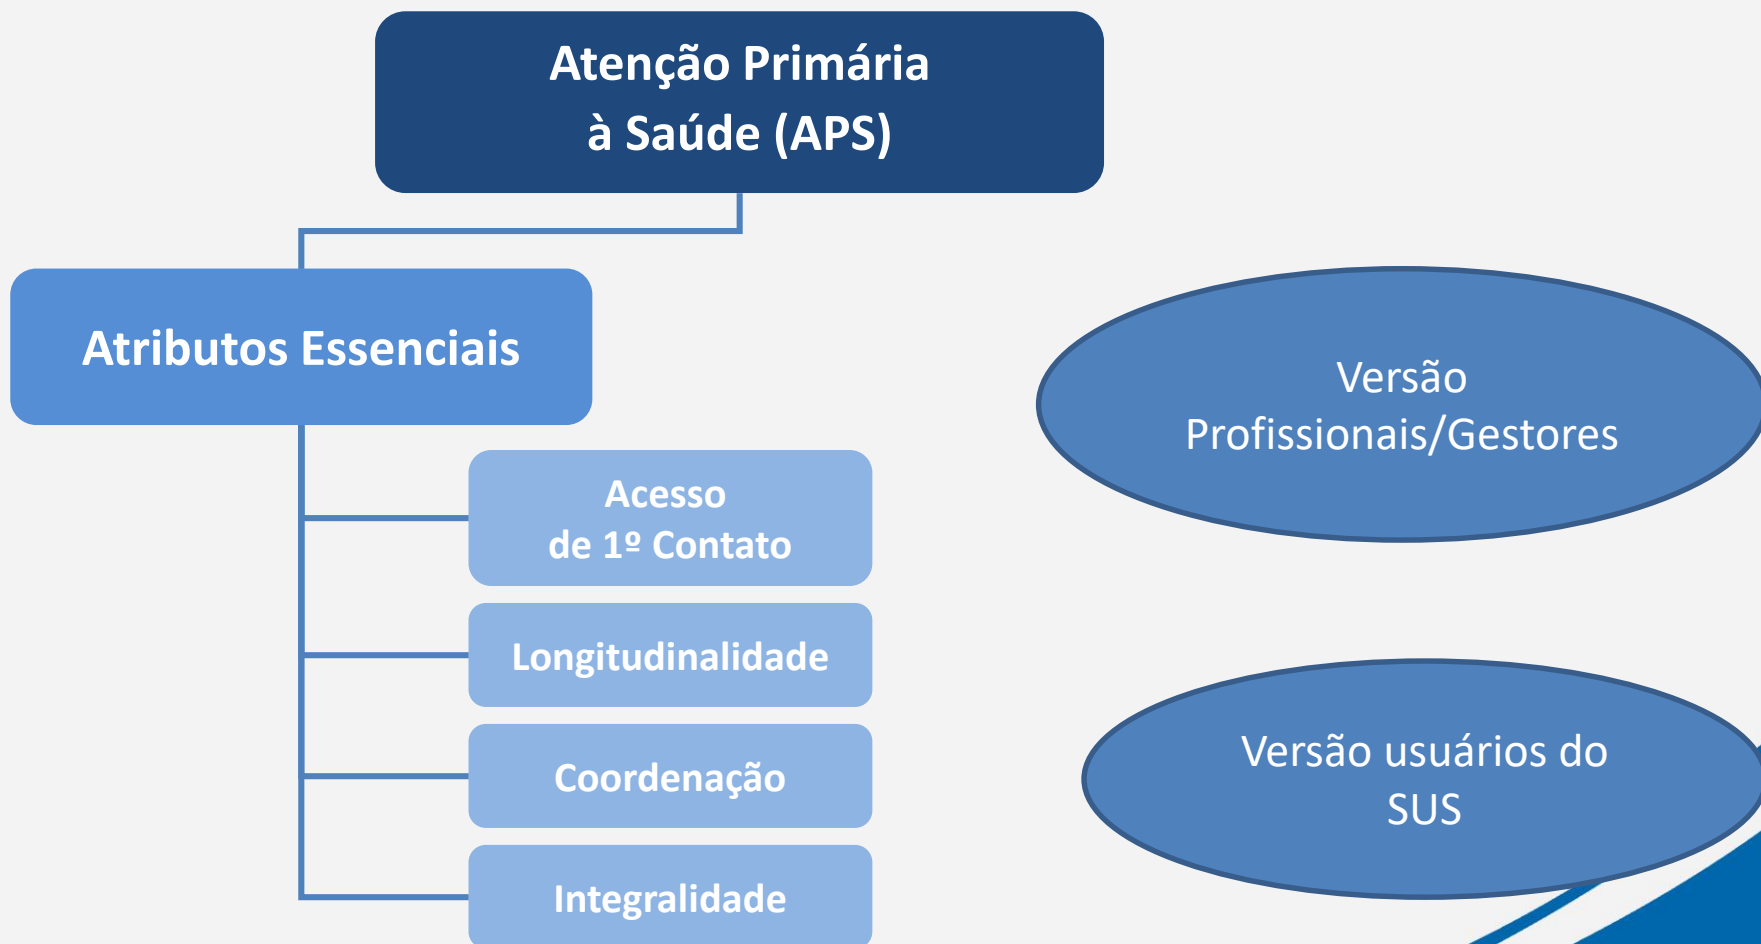 Atenção Primária
à Saúde (APS)
Atributos Essenciais
Acesso
de 1º Contato
Longitudinalidade
Coordenação
Integralidade
Versão
Profissionais/Gestores
Versão usuários do
SUS